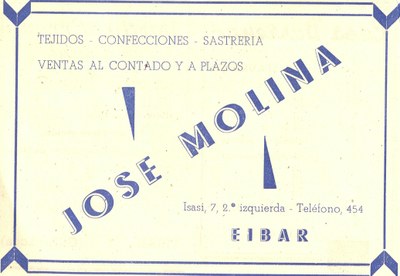 TEJIDOS - CONFECCIONES - SASTRERIA
VENTAS AL CONTADO Y A PLAZOS
JOSE MOLINA
Isasi, 7, 2.º izquierda - Teléfono, 454
EIBAR